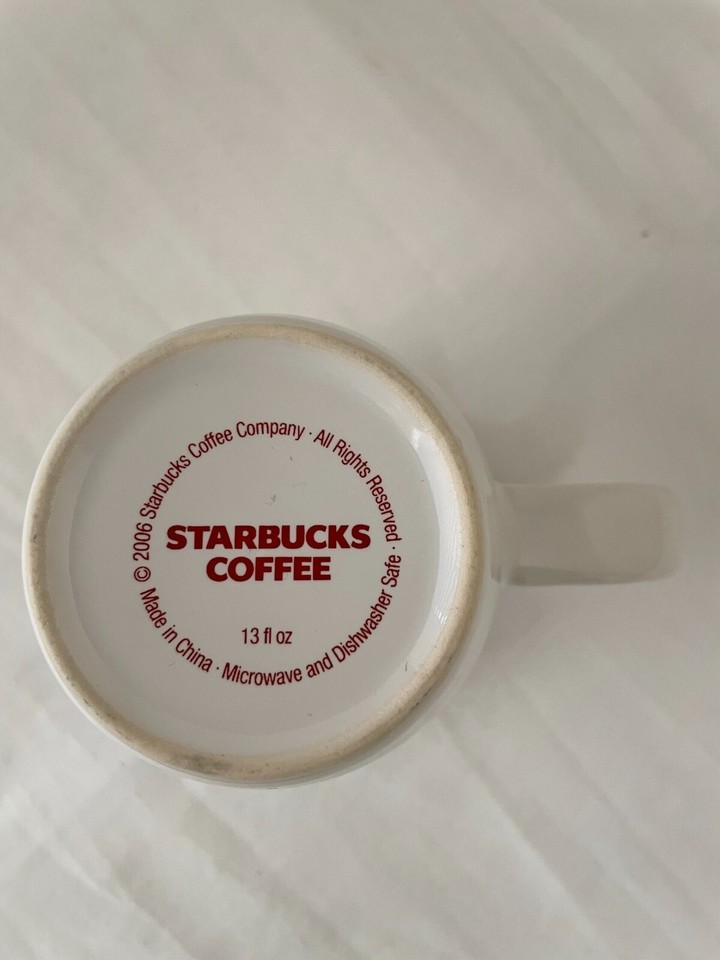 © 2006 Starbucks Coffee Company · All Rights Reserved ·
STARBUCKS
COFFEE
13 fl oz
Made in China · Microwave and Dishwasher Safe ·